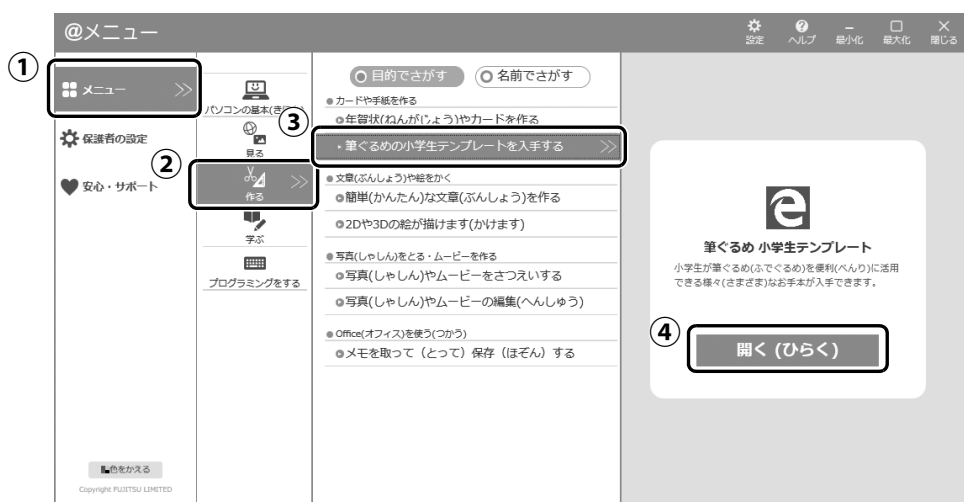 @メニュー
設定
ヘルプ
最小化
最大化
閉じる
①
メニュー
保護者の設定
安心・サポート
色をかえる
Copyright FUJITSU LIMITED
パソコンの基本(きほん)
見る
②
作る
学ぶ
プログラミングをする
目的でさがす
名前でさがす
カードや手紙を作る
年賀状(ねんがじょう)やカードを作る
③
筆ぐるめの小学生テンプレートを入手する
文章(ぶんしょう)や絵をかく
簡単(かんたん)な文章(ぶんしょう)を作る
2Dや3Dの絵が描けます(かけます)
写真(しゃしん)をとる・ムービーを作る
写真(しゃしん)やムービーをさつえいする
写真(しゃしん)やムービーの編集(へんしゅう)
Office(オフィス)を使う(つかう)
メモを取って（とって）保存（ほぞん）する
筆ぐるめ 小学生テンプレート
小学生が筆ぐるめ(ふでぐるめ)を便利(べんり)に活用
できる様々(さまざま)なお手本が入手できます。
④
開く(ひらく)